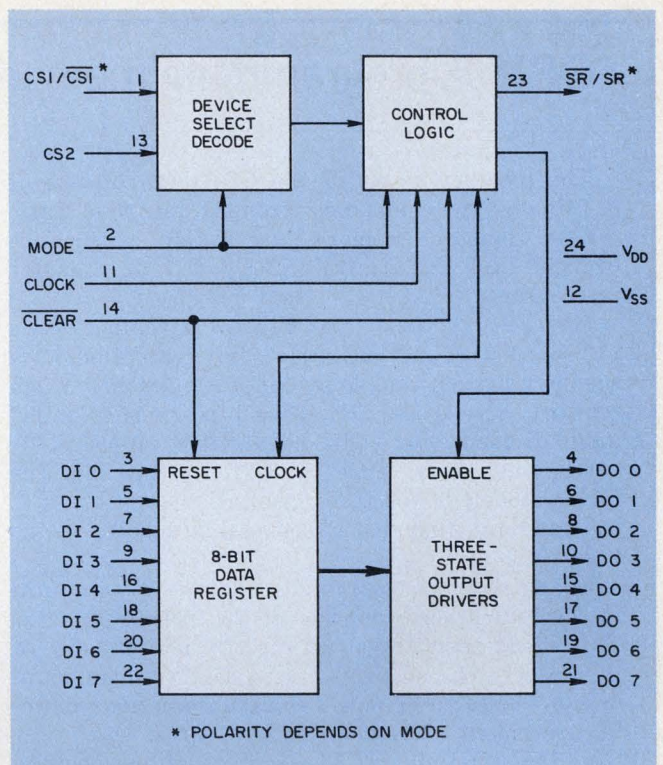 CS1/C̅S̅1̅ *
1
DEVICE
SELECT
DECODE
CONTROL
LOGIC
23
S̅R̅/SR*
CS2
13
MODE
2
CLOCK
11
C̅L̅E̅A̅R̅
14
24
VDD
12
VSS
RESET
CLOCK
8-BIT
DATA
REGISTER
ENABLE
THREE-
STATE
OUTPUT
DRIVERS
DI 0 3
DI 1 5
DI 2 7
DI 3 9
DI 4 16
DI 5 18
DI 6 20
DI 7 22
4 DO 0
6 DO 1
8 DO 2
10 DO 3
15 DO 4
17 DO 5
19 DO 6
21 DO 7
* POLARITY DEPENDS ON MODE